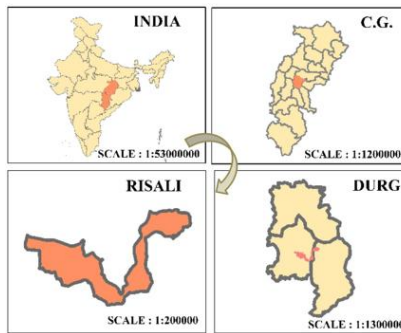 INDIA
SCALE : 1:53000000
C.G.
SCALE : 1:1200000
RISALI
SCALE : 1:200000
DURG
SCALE : 1:1300000